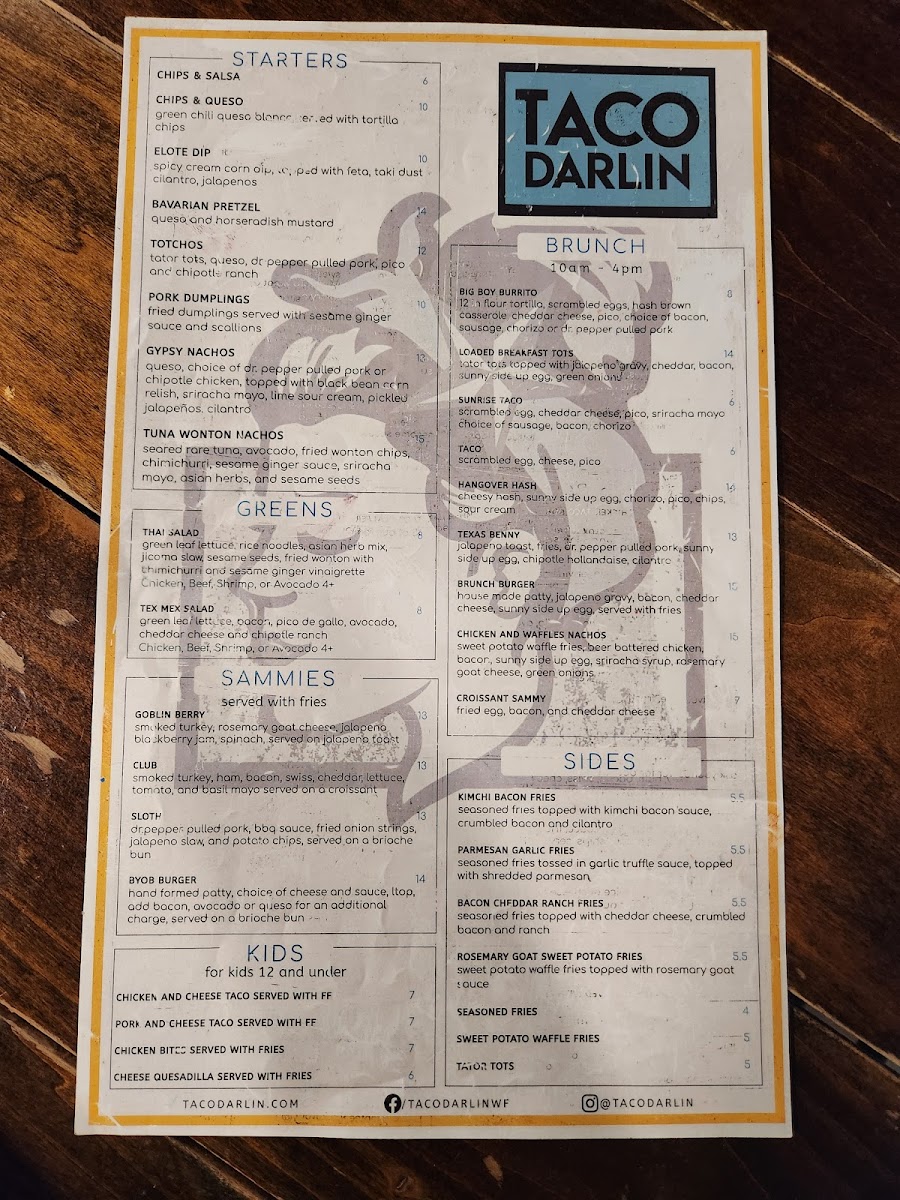 STARTERS
CHIPS & SALSA 6
CHIPS & QUESO 10
green chili queso served with tortilla
chips
ELOTE DIP 10
spicy cream corn dip, with feta, taki dust
cilantro, jalapenos
BAVARIAN PRETZEL 14
queso and horseradish mustard
TOTCHOS 12
tator tots, queso, dr pepper pulled pork, pico
and chipotle ranch
PORK DUMPLINGS 10
fried dumplings served with sesame ginger
sauce and scallions
GYPSY NACHOS 13
queso, choice of dr. pepper pulled pork or
chipotle chicken, topped with black bean corn
relish, sriracha mayo, lime sour cream, pickled
jalapeños, cilantro
TUNA WONTON NACHOS 15
seared rare tuna, avocado, fried wonton chips,
chimichurri, sesame ginger sauce, sriracha
mayo, asian herbs, and sesame seeds
GREENS
THAI SALAD 8
green leaf lettuce, rice noodles, asian herb mix,
jicama slaw, sesame seeds, fried wonton with
chimichurri and sesame ginger vinaigrette
Chicken, Beef, Shrimp, or Avocado 4+
TEX MEX SALAD 8
green leaf lettuce, bacon, pico de gallo, avocado,
cheddar cheese and chipotle ranch
Chicken, Beef, Shrimp, or Avocado 4+
SAMMIES
served with fries
GOBLIN BERRY 13
smoked turkey, rosemary goat cheese, jalapeno
blackberry jam, spinach, served on jalapeno toast
CLUB 13
smoked turkey, ham, bacon, swiss, cheddar, lettuce,
tomato, and basil mayo served on a croissant
SLOTH 13
dr.pepper pulled pork, bbq sauce, fried onion strings,
jalapeno slaw, and potato chips, served on a brioche
bun
BYOB BURGER 14
hand formed patty, choice of cheese and sauce, ltop,
add bacon, avocado or queso for an additional
charge, served on a brioche bun
KIDS
for kids 12 and under
CHICKEN AND CHEESE TACO SERVED WITH FF 7
PORK AND CHEESE TACO SERVED WITH FF 7
CHICKEN BITES SERVED WITH FRIES 7
CHEESE QUESADILLA SERVED WITH FRIES 6
TACO
DARLIN
BRUNCH
10am - 4pm
BIG BOY BURRITO 8
12 in flour tortilla, scrambled eggs, hash brown
casserole, cheddar cheese, pico, choice of bacon,
sausage, chorizo or dr. pepper pulled pork
LOADED BREAKFAST TOTS 14
tator tots topped with jalapeno gravy, cheddar, bacon,
sunny side up egg, green onions
SUNRISE TACO 6
scrambled egg, cheddar cheese, pico, sriracha mayo
choice of sausage, bacon, chorizo
TACO 6
scrambled egg, cheese, pico
HANGOVER HASH 14
cheesy hash, sunny side up egg, chorizo, pico, chips,
sour cream
TEXAS BENNY 13
jalapeno toast, fries, dr. pepper pulled pork, sunny
side up egg, chipotle hollandaise, cilantro
BRUNCH BURGER 15
house made patty, jalapeno gravy, bacon, cheddar
cheese, sunny side up egg, served with fries
CHICKEN AND WAFFLES NACHOS 15
sweet potato waffle fries, beer battered chicken,
bacon, sunny side up egg, sriracha syrup, rosemary
goat cheese, green onions
CROISSANT SAMMY 7
fried egg, bacon, and cheddar cheese
SIDES
KIMCHI BACON FRIES 5.5
seasoned fries topped with kimchi bacon sauce,
crumbled bacon and cilantro
PARMESAN GARLIC FRIES 5.5
seasoned fries tossed in garlic truffle sauce, topped
with shredded parmesan
BACON CHEDDAR RANCH FRIES 5.5
seasoned fries topped with cheddar cheese, crumbled
bacon and ranch
ROSEMARY GOAT SWEET POTATO FRIES 5.5
sweet potato waffle fries topped with rosemary goat
sauce
SEASONED FRIES 4
SWEET POTATO WAFFLE FRIES 5
TATOR TOTS 5
TACODARLIN.COM /TACODARLINWF @TACODARLIN